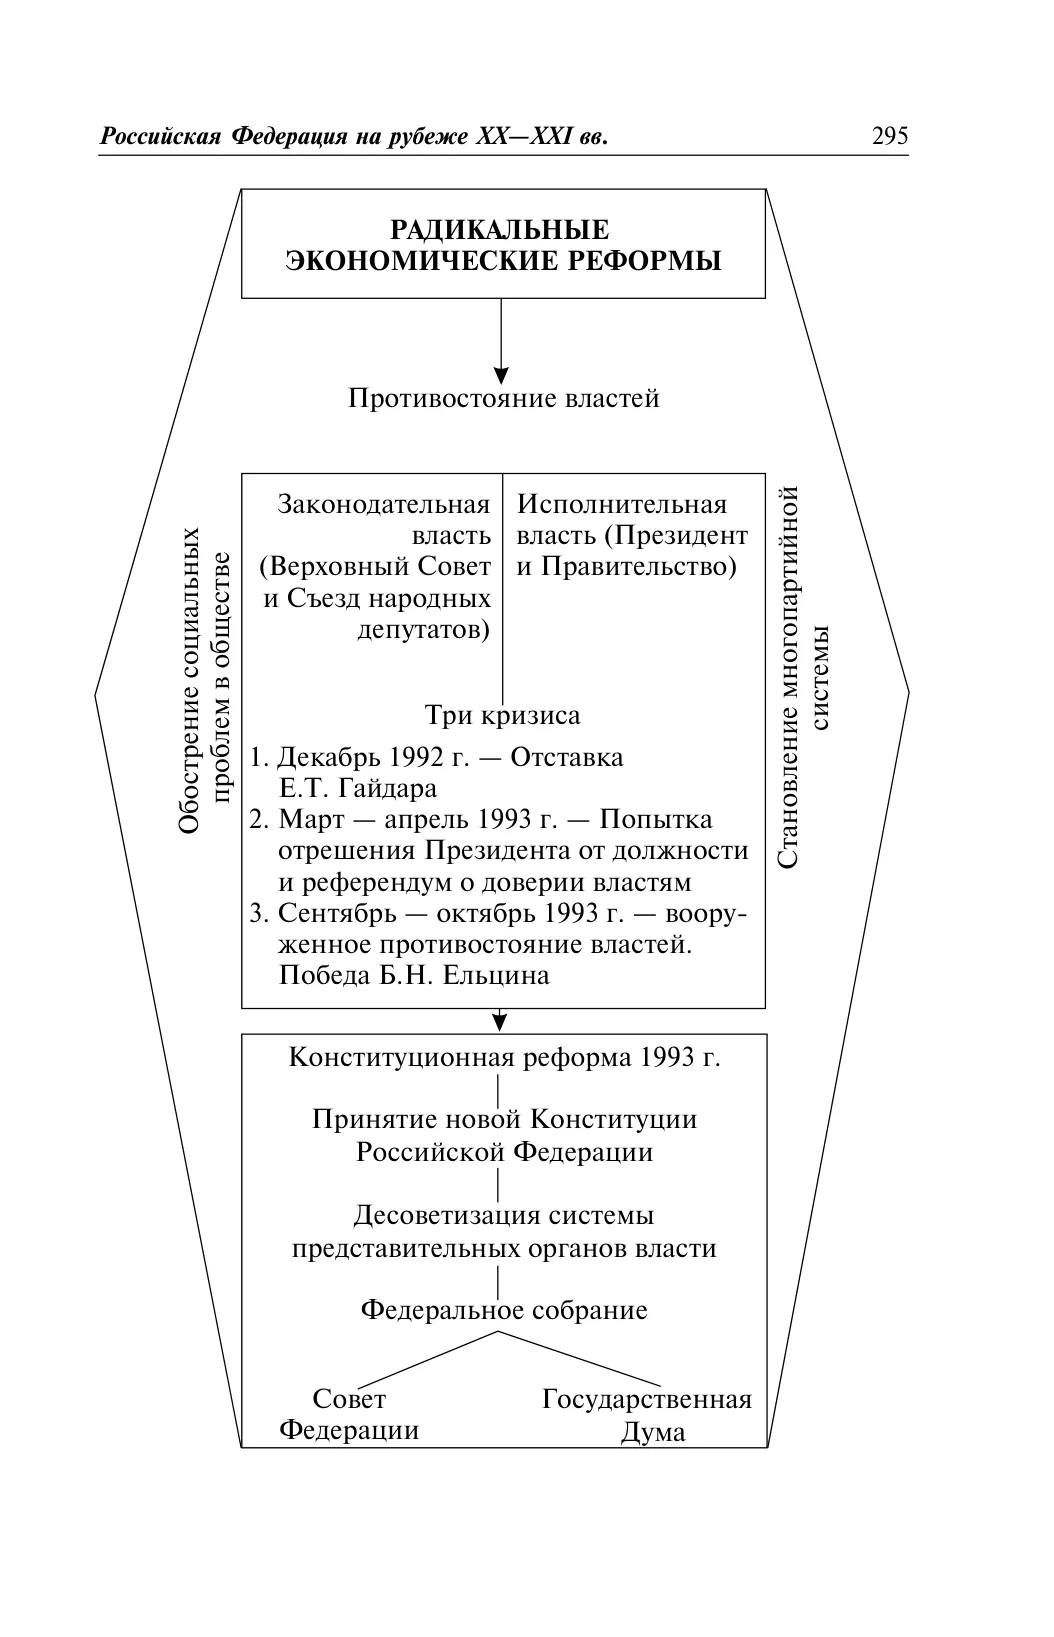 Российская Федерация на рубеже XX—XXI вв.
295
РАДИКАЛЬНЫЕ
ЭКОНОМИЧЕСКИЕ РЕФОРМЫ
Противостояние властей
Законодательная
власть
(Верховный Совет
и Съезд народных
депутатов)
Исполнительная
власть (Президент
и Правительство)
Обострение социальных
проблем в обществе
Становление многопартийной
системы
Три кризиса
1. Декабрь 1992 г. — Отставка
Е.Т. Гайдара
2. Март — апрель 1993 г. — Попытка
отрешения Президента от должности
и референдум о доверии властям
3. Сентябрь — октябрь 1993 г. — воору-
женное противостояние властей.
Победа Б.Н. Ельцина
Конституционная реформа 1993 г.
Принятие новой Конституции
Российской Федерации
Десоветизация системы
представительных органов власти
Федеральное собрание
Совет
Федерации
Государственная
Дума